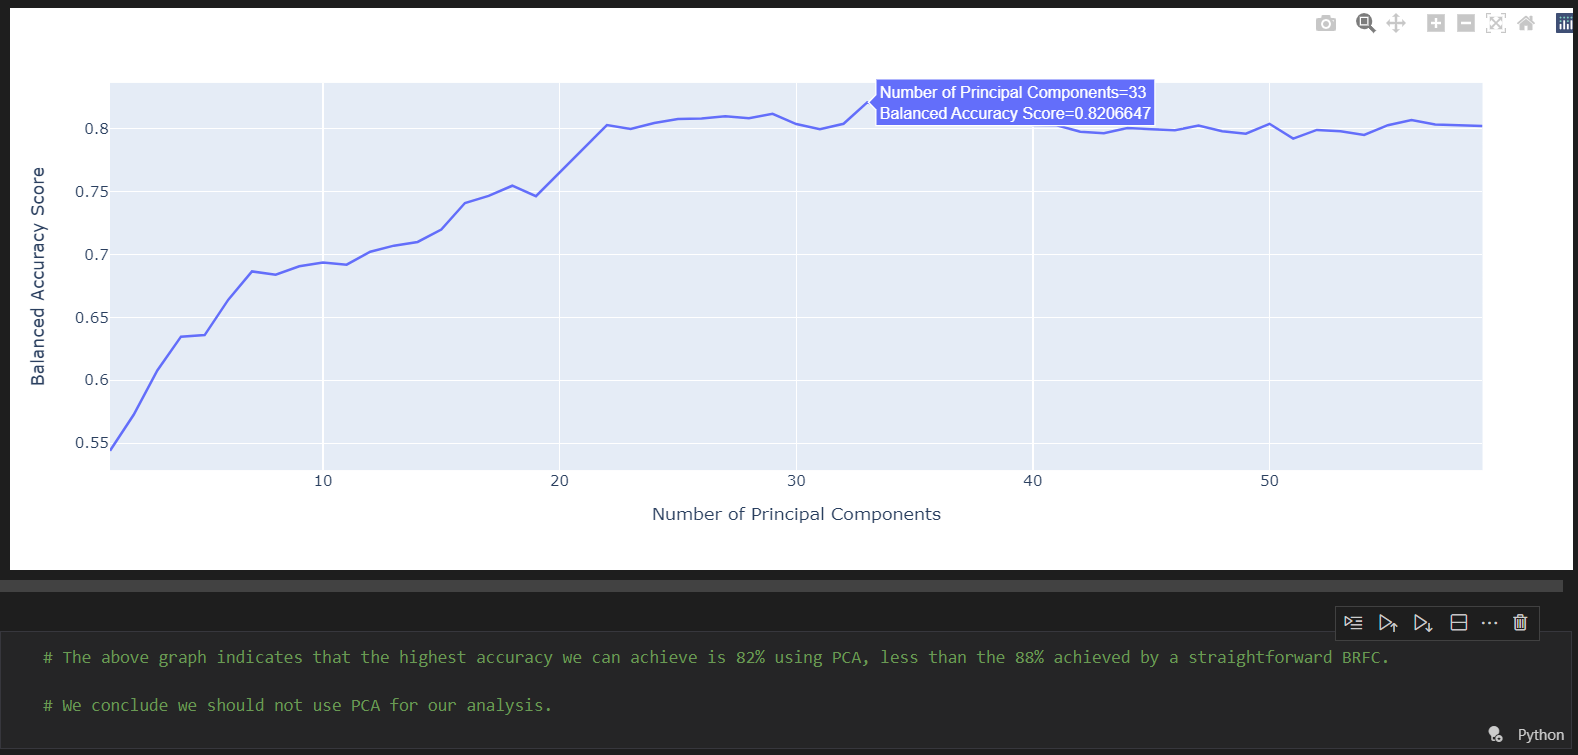 Number of Principal Components=33
Balanced Accuracy Score=0.8206647
0.8
0.75
0.7
0.65
0.6
0.55
Balanced Accuracy Score
10 20 30 40 50
Number of Principal Components
# The above graph indicates that the highest accuracy we can achieve is 82% using PCA, less than the 88% achieved by a straightforward BRFC.
# We conclude we should not use PCA for our analysis.
Python